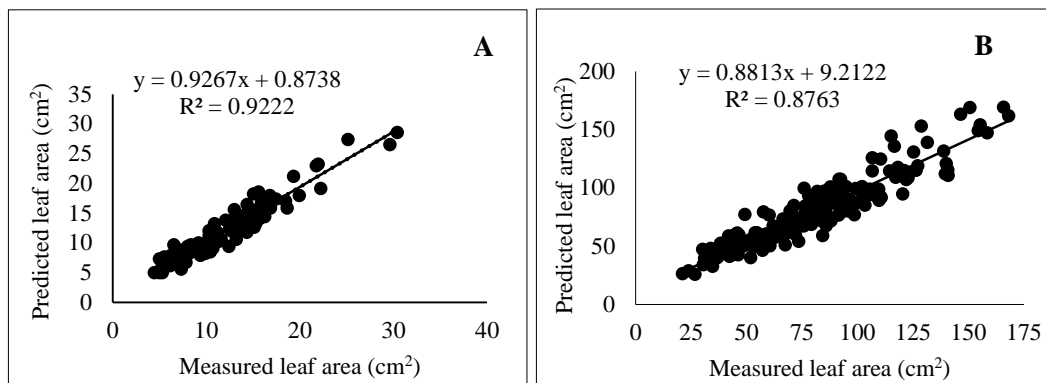 A
y = 0.9267x + 0.8738
R² = 0.9222
Predicted leaf area (cm²)
35
30
25
20
15
10
5
0
0 10 20 30 40
Measured leaf area (cm²)
B
y = 0.8813x + 9.2122
R² = 0.8763
Predicted leaf area (cm²)
200
150
100
50
0
0 25 50 75 100 125 150 175
Measured leaf area (cm²)